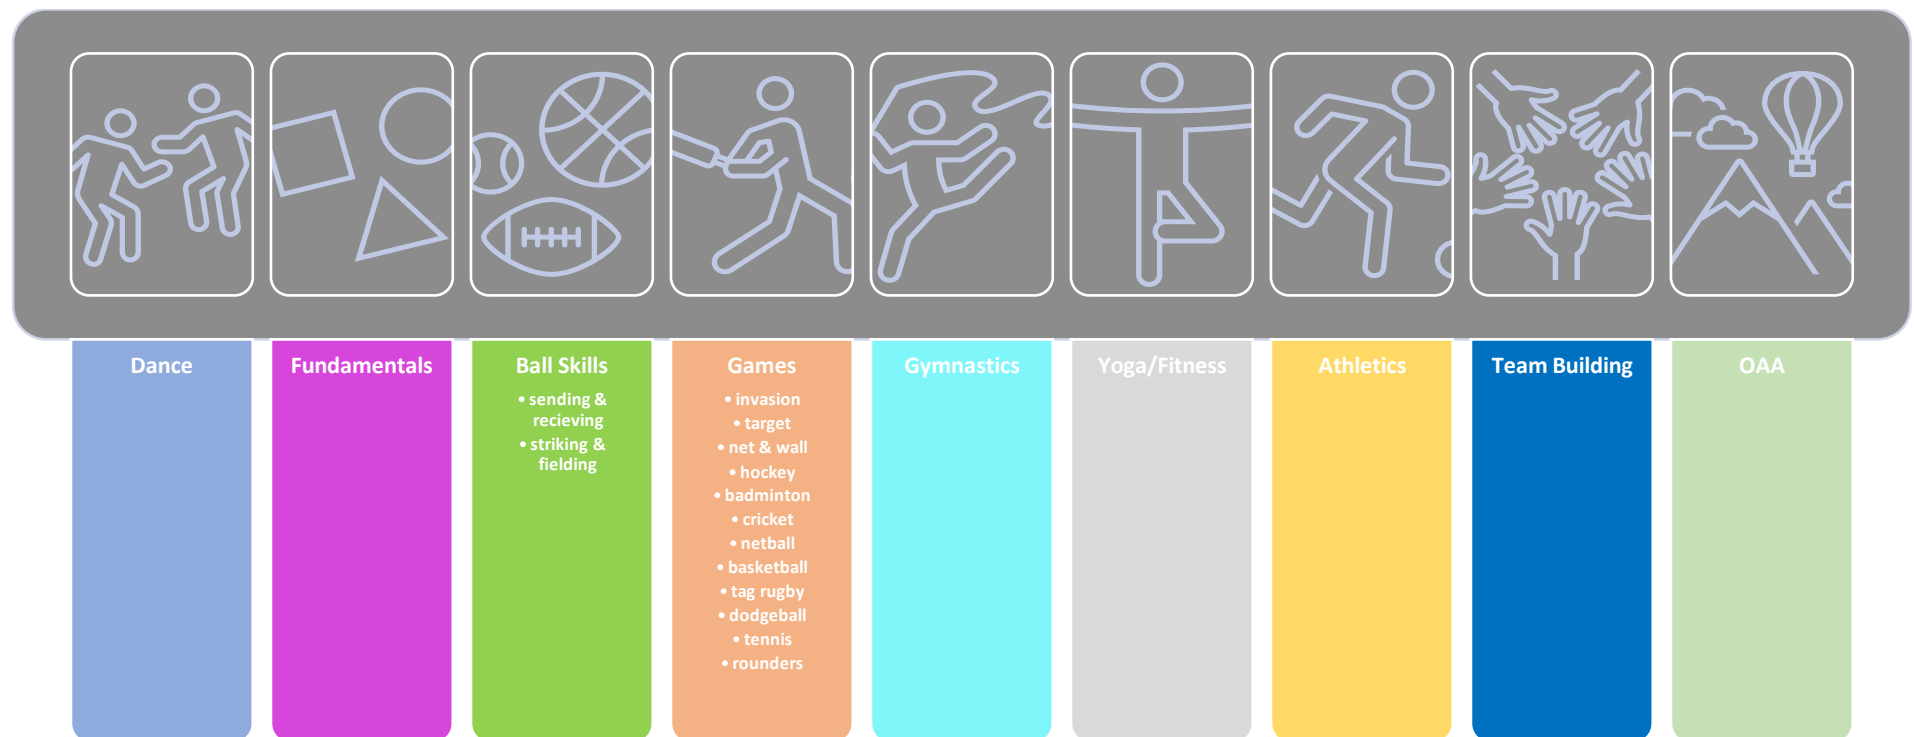 Dance
Fundamentals
Ball Skills
• sending &
recieving
• striking &
fielding
Games
• invasion
• target
• net & wall
• hockey
• badminton
• cricket
• netball
• basketball
• tag rugby
• dodgeball
• tennis
• rounders
Gymnastics
Yoga/Fitness
Athletics
Team Building
OAA